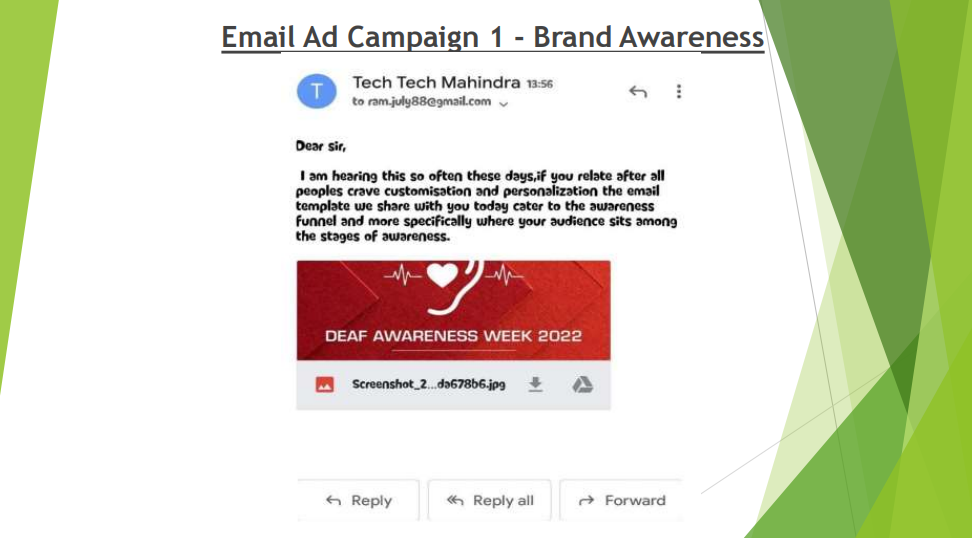 Email Ad Campaign 1 - Brand Awareness
T
Tech Tech Mahindra 13:56
to ram.july88@gmail.com
Dear sir,
I am hearing this so often these days,if you relate after all
peoples crave customisation and personalization the email
template we share with you today cater to the awareness
funnel and more specifically where your audience sits among
the stages of awareness.
DEAF AWARENESS WEEK 2022
Screenshot_2...da678b6.jpg
Reply
Reply all
Forward